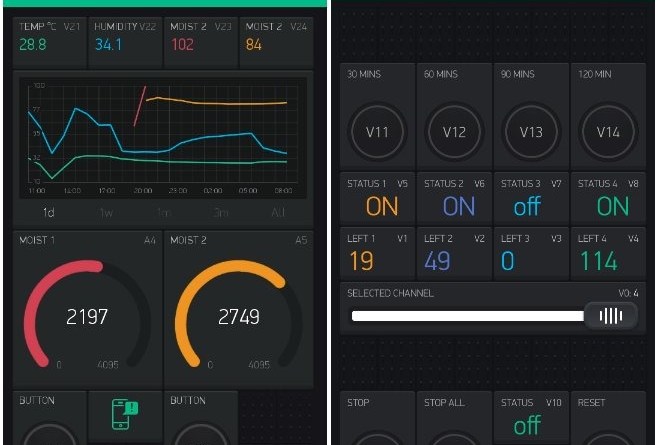 TEMP °C V21
HUMIDITY V22
MOIST 2 V23
MOIST 2 V24
28.8
34.1
102
84
100
77
55
32
10
11:00 14:00 17:00 20:00 23:00 02:00 05:00 08:00
1d 1w 1m 3m ALL
MOIST 1 A4
MOIST 2 A5
2197
2749
0 4095
0 4095
BUTTON
BUTTON
30 MINS
60 MINS
90 MINS
120 MIN
V11
V12
V13
V14
STATUS 1 V5
STATUS 2 V6
STATUS 3 V7
STATUS 4 V8
ON
ON
off
ON
LEFT 1 V1
LEFT 2 V2
LEFT 3 V3
LEFT 4 V4
19
49
0
114
SELECTED CHANNEL V0: 4
STOP
STOP ALL
STATUS V10
RESET
off